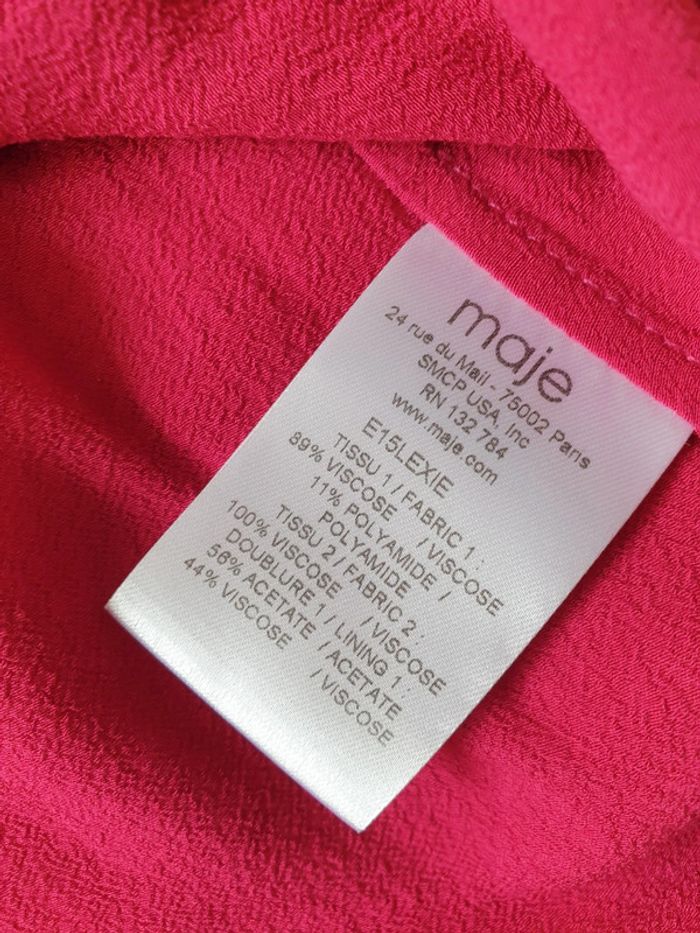 maje
24 rue du Mail - 75002 Paris
SMCP USA, Inc
RN 132 784
www.maje.com
E15LEXIE
TISSU 1 / FABRIC 1 :
89% VISCOSE / VISCOSE
11% POLYAMIDE /
POLYAMIDE
TISSU 2 / FABRIC 2 :
100% VISCOSE / VISCOSE
DOUBLURE 1 / LINING 1 :
56% ACETATE / ACETATE
44% VISCOSE / VISCOSE